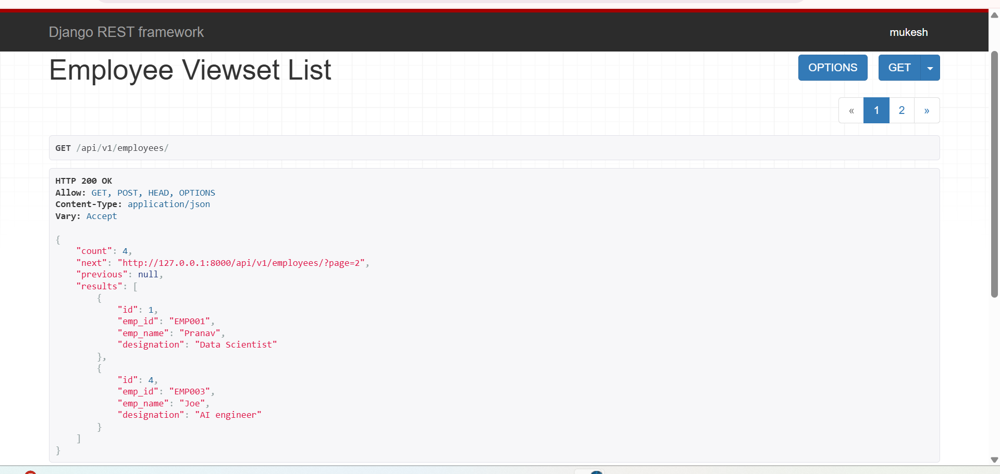 Django REST framework
mukesh
Employee Viewset List
OPTIONS
GET
« 1 2 »
GET /api/v1/employees/
HTTP 200 OK
Allow: GET, POST, HEAD, OPTIONS
Content-Type: application/json
Vary: Accept
{
    "count": 4,
    "next": "http://127.0.0.1:8000/api/v1/employees/?page=2",
    "previous": null,
    "results": [
        {
            "id": 1,
            "emp_id": "EMP001",
            "emp_name": "Pranav",
            "designation": "Data Scientist"
        },
        {
            "id": 4,
            "emp_id": "EMP003",
            "emp_name": "Joe",
            "designation": "AI engineer"
        }
    ]
}